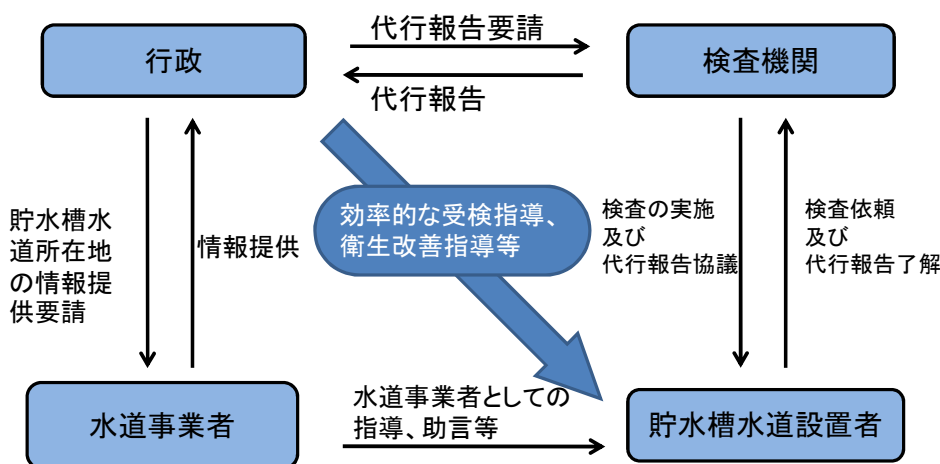 代行報告要請
行政
検査機関
代行報告
効率的な受検指導、
衛生改善指導等
貯水槽水
道所在地
の情報提
供要請
情報提供
検査の実施
及び
代行報告協議
検査依頼
及び
代行報告了解
水道事業者
水道事業者としての
指導、助言等
貯水槽水道設置者